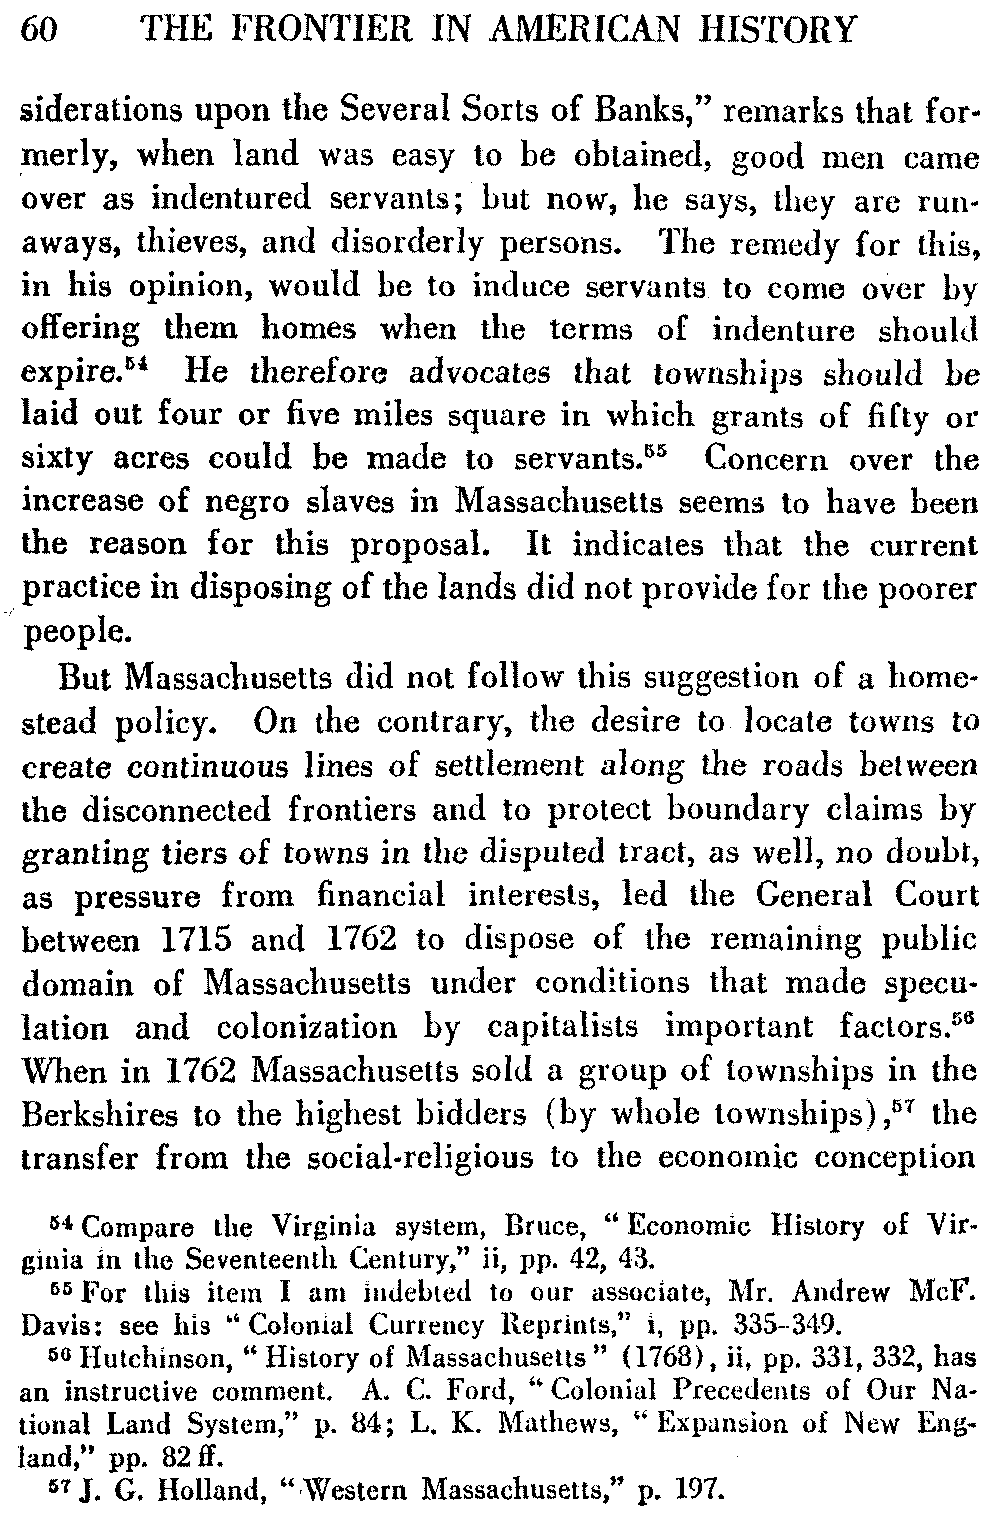 60 THE FRONTIER IN AMERICAN HISTORY
siderations upon the Several Sorts of Banks,” remarks that for-
merly, when land was easy to be obtained, good men came
over as indentured servants; but now, he says, they are run-
aways, thieves, and disorderly persons. The remedy for this,
in his opinion, would be to induce servants to come over by
offering them homes when the terms of indenture should
expire.⁵⁴ He therefore advocates that townships should be
laid out four or five miles square in which grants of fifty or
sixty acres could be made to servants.⁵⁵ Concern over the
increase of negro slaves in Massachusetts seems to have been
the reason for this proposal. It indicates that the current
practice in disposing of the lands did not provide for the poorer
people.
But Massachusetts did not follow this suggestion of a home-
stead policy. On the contrary, the desire to locate towns to
create continuous lines of settlement along the roads between
the disconnected frontiers and to protect boundary claims by
granting tiers of towns in the disputed tract, as well, no doubt,
as pressure from financial interests, led the General Court
between 1715 and 1762 to dispose of the remaining public
domain of Massachusetts under conditions that made specu-
lation and colonization by capitalists important factors.⁵⁶
When in 1762 Massachusetts sold a group of townships in the
Berkshires to the highest bidders (by whole townships),⁵⁷ the
transfer from the social-religious to the economic conception
⁵⁴ Compare the Virginia system, Bruce, “ Economic History of Vir-
ginia in the Seventeenth Century,” ii, pp. 42, 43.
⁵⁵ For this item I am indebted to our associate, Mr. Andrew McF.
Davis: see his “ Colonial Currency Reprints,” i, pp. 335–349.
⁵⁶ Hutchinson, “ History of Massachusetts ” (1768), ii, pp. 331, 332, has
an instructive comment. A. C. Ford, “ Colonial Precedents of Our Na-
tional Land System,” p. 84; L. K. Mathews, “ Expansion of New Eng-
land,” pp. 82 ff.
⁵⁷ J. G. Holland, “ Western Massachusetts,” p. 197.